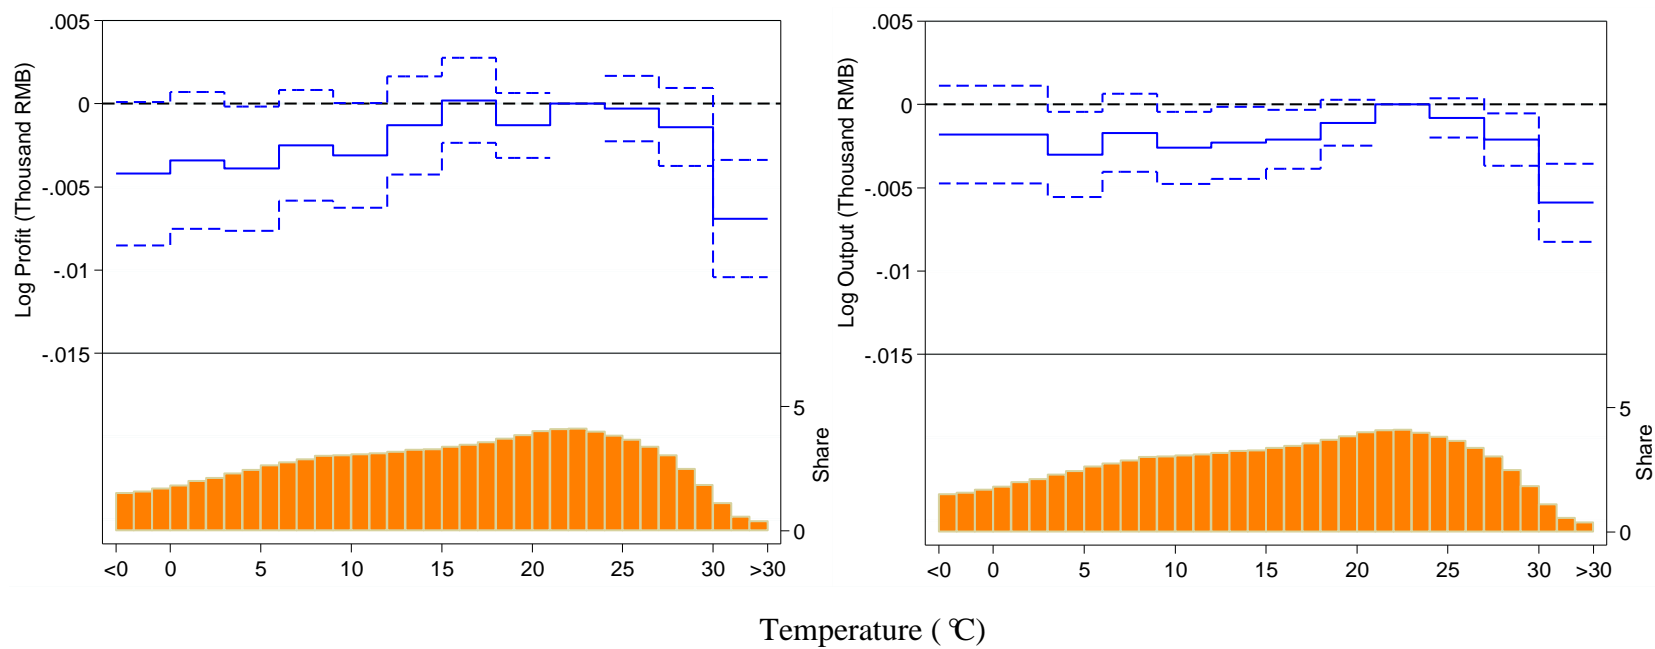 Log Profit (Thousand RMB)
.005
0
-.005
-.01
-.015
5
0
Share
<0 0 5 10 15 20 25 30 >30
Log Output (Thousand RMB)
.005
0
-.005
-.01
-.015
5
0
Share
<0 0 5 10 15 20 25 30 >30
Temperature ( ℃)